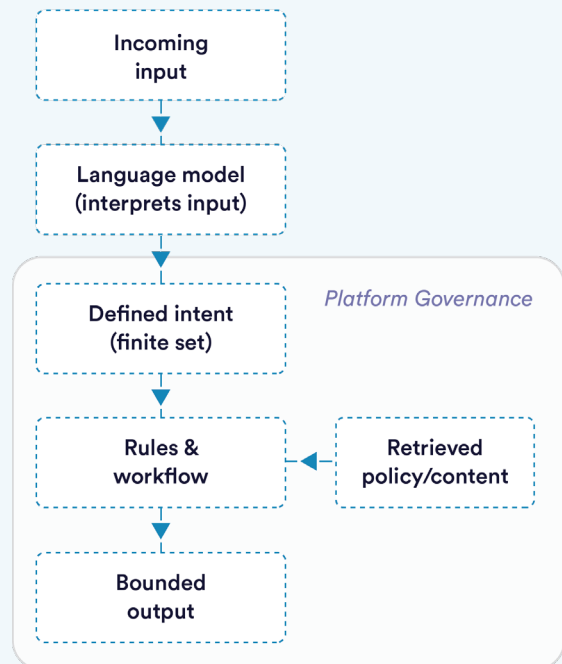 Incoming
input
Language model
(interprets input)
Platform Governance
Defined intent
(finite set)
Rules &
workflow
Retrieved
policy/content
Bounded
output